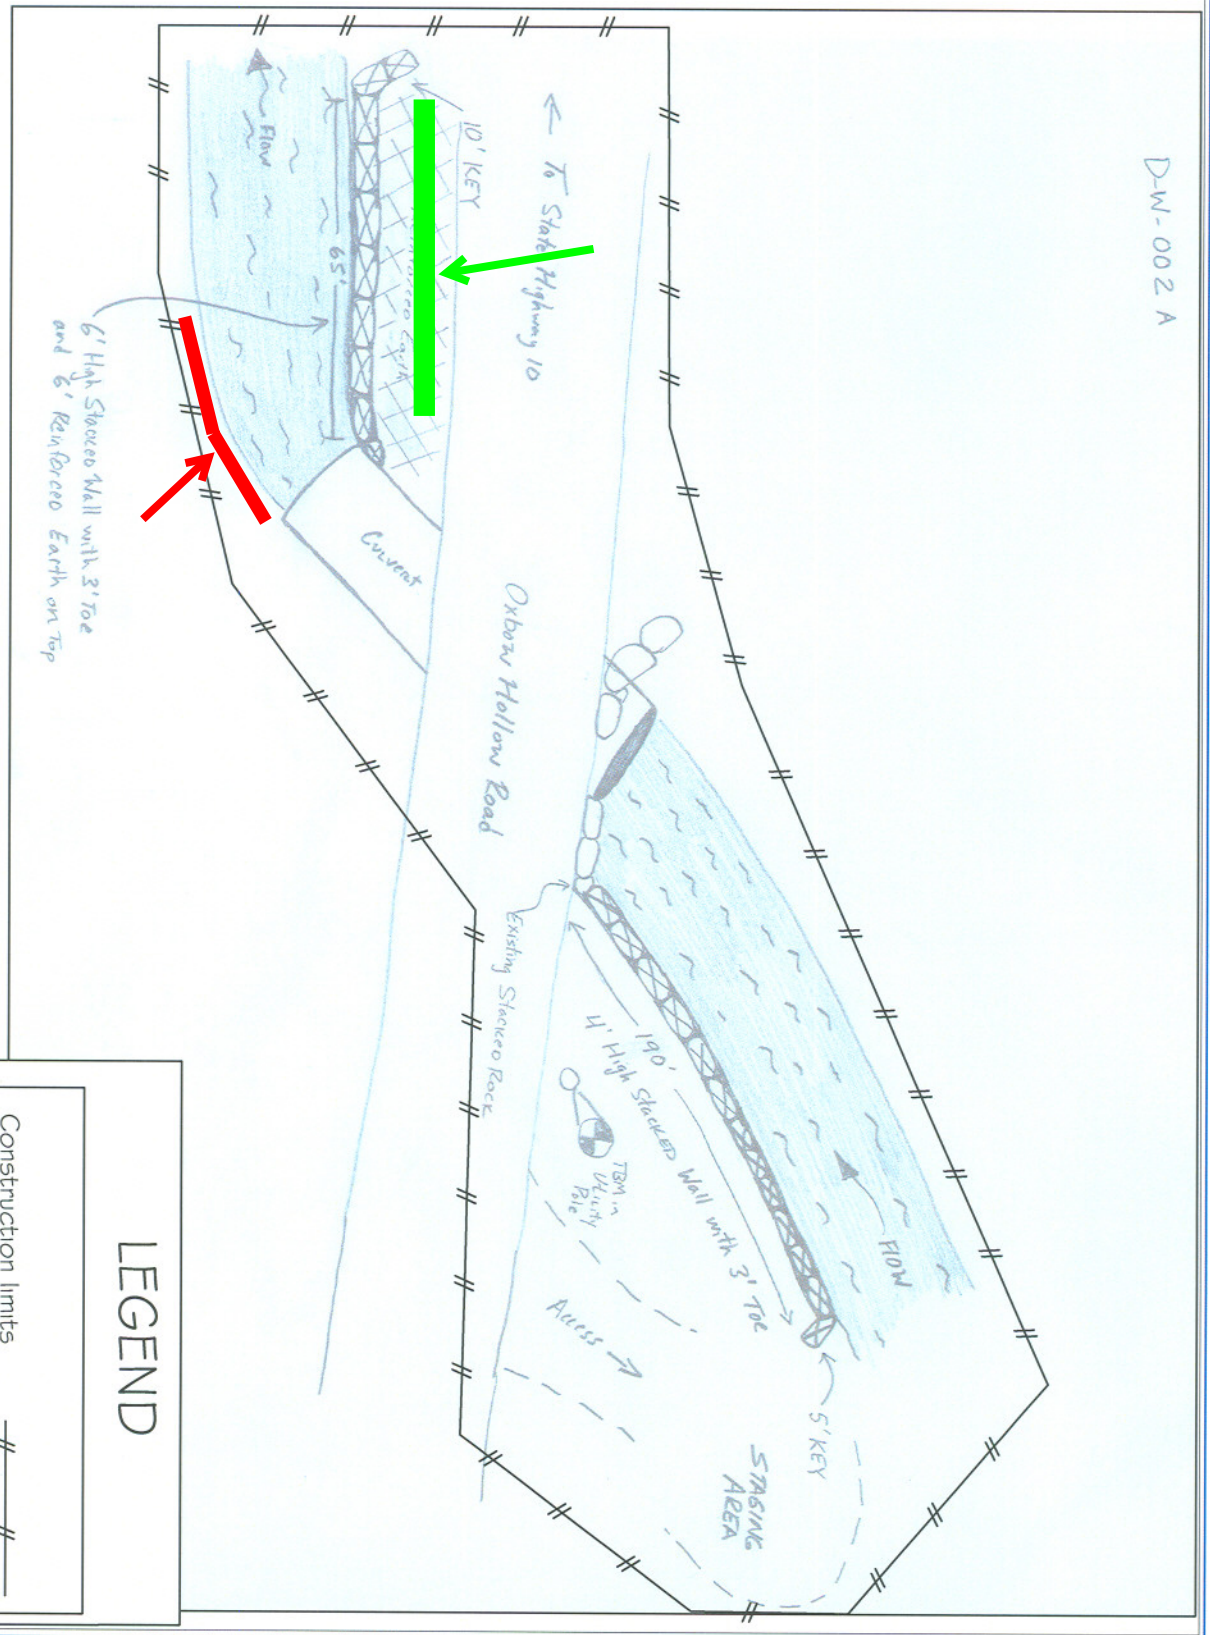 D-W-002 A
← To State Highway 10
10' KEY
Reinforced Earth
65'
Flow
6' High Stacked Wall with 3' Toe
and 6' Reinforced Earth on Top
Culvert
Oxbow Hollow Road
Existing Stacked Rock
190'
4' High Stacked Wall with 3' Toe
TBM in
Utility
Pole
FlOW
Access →
5' KEY
STAGING
AREA
LEGEND
Construction limits